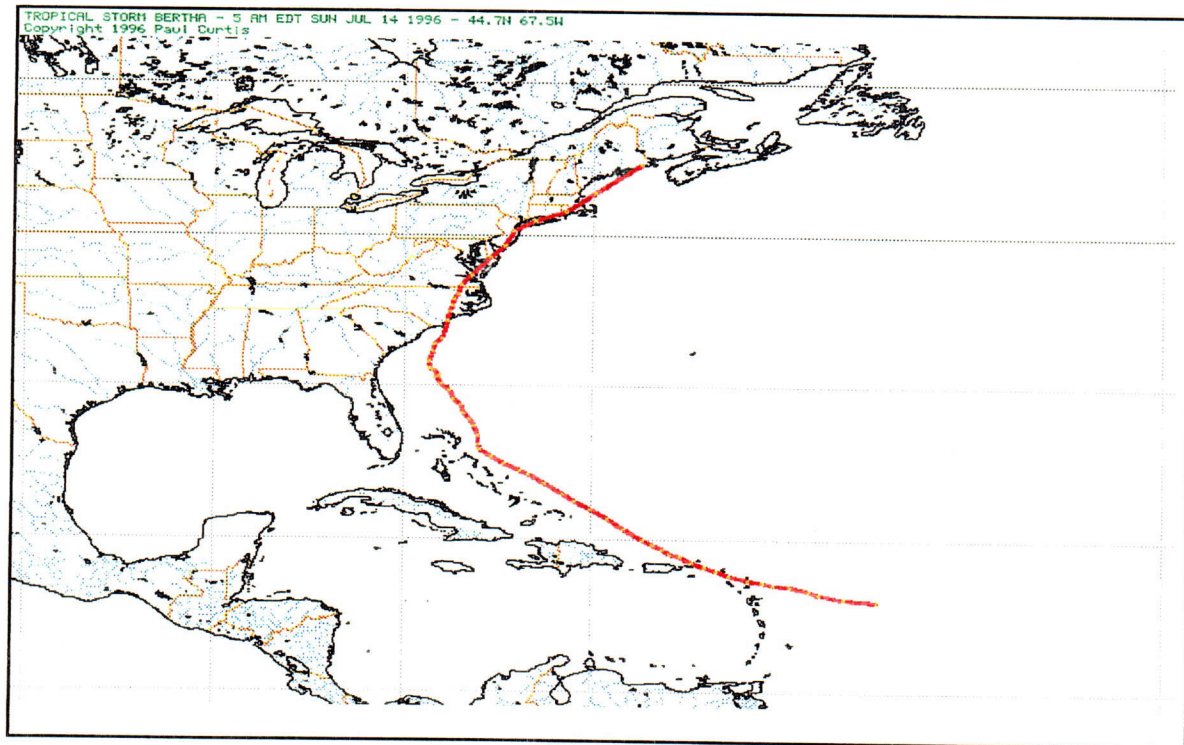 TROPICAL STORM BERTHA - 5 AM EDT SUN JUL 14 1996 - 44.7N 67.5W
Copyright 1996 Paul Curtis